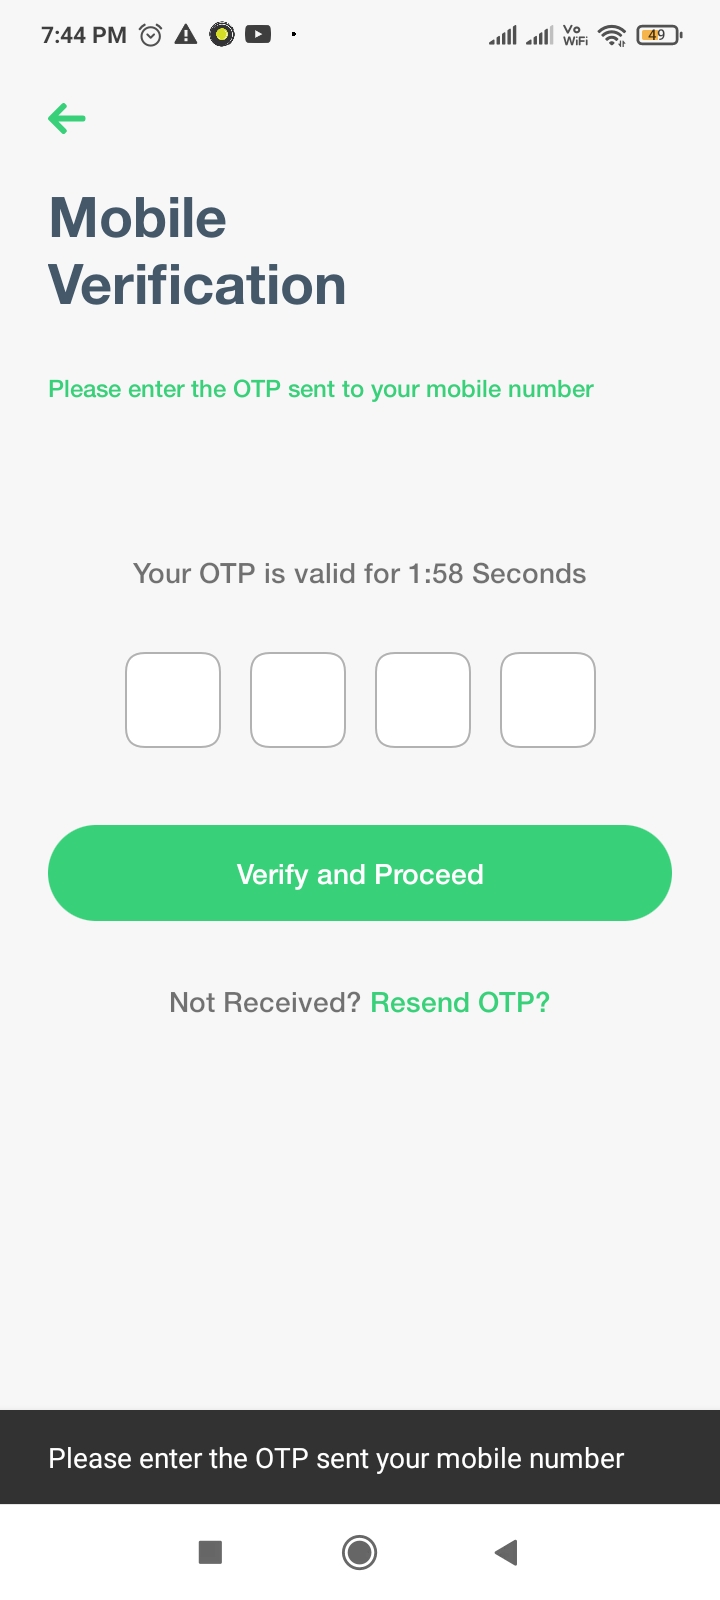 7:44 PM
Vo
WiFi
49
Mobile
Verification
Please enter the OTP sent to your mobile number
Your OTP is valid for 1:58 Seconds
Verify and Proceed
Not Received? Resend OTP?
Please enter the OTP sent your mobile number